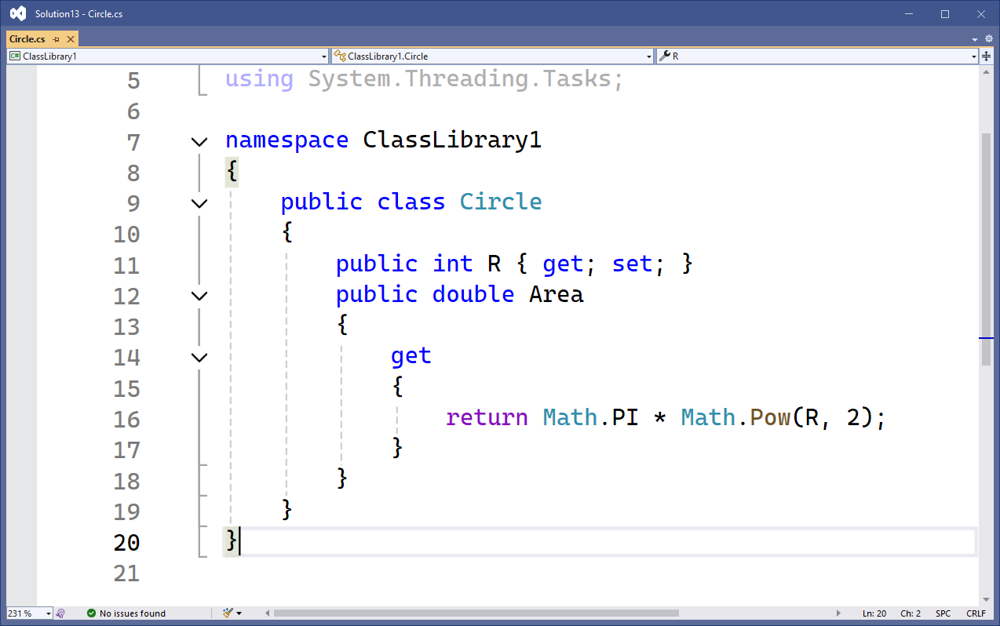 Solution13 - Circle.cs
Circle.cs
C# ClassLibrary1 ClassLibrary1.Circle R
5 using System.Threading.Tasks;
6
7 namespace ClassLibrary1
8 {
9 public class Circle
10 {
11 public int R { get; set; }
12 public double Area
13 {
14 get
15 {
16 return Math.PI * Math.Pow(R, 2);
17 }
18 }
19 }
20 }
21
231 % No issues found Ln: 20 Ch: 2 SPC CRLF